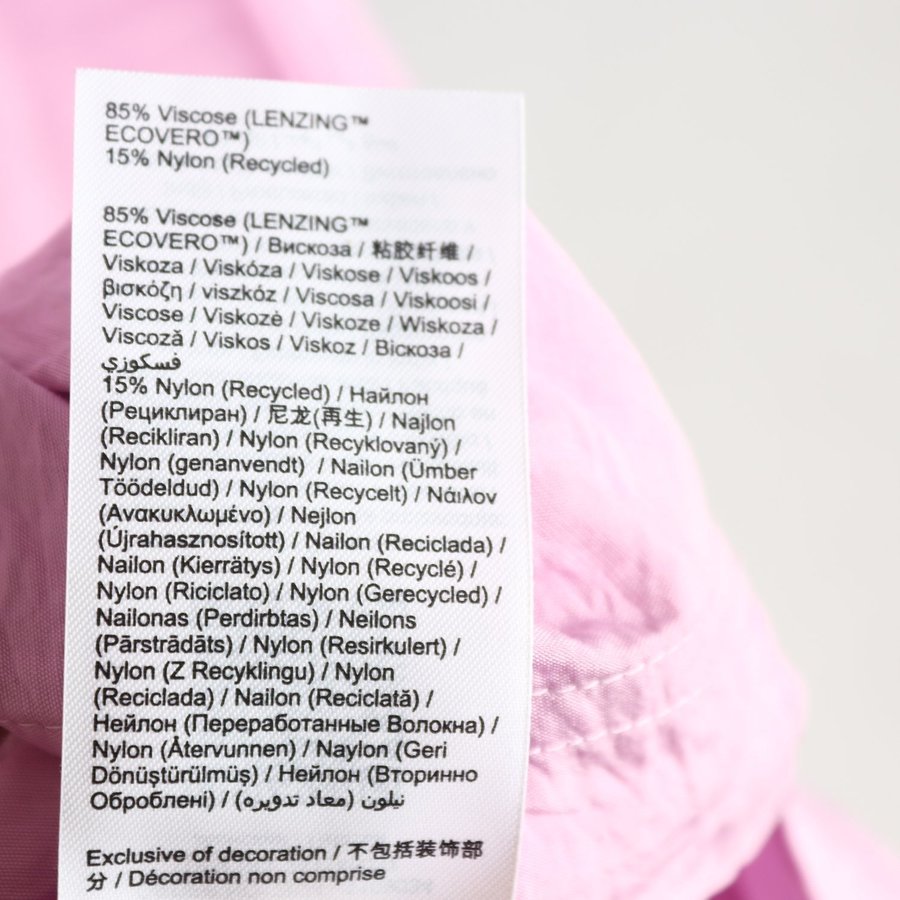 85% Viscose (LENZING™
ECOVERO™)
15% Nylon (Recycled)
85% Viscose (LENZING™
ECOVERO™) / Вискоза / 粘胶纤维 /
Viskoza / Viskóza / Viskose / Viskoos /
βισκόζη / viszkóz / Viscosa / Viskoosi /
Viscose / Viskozė / Viskoze / Wiskoza /
Viscoză / Viskos / Viskoz / Віскоза /
فسكوزي
15% Nylon (Recycled) / Найлон
(Рециклиран) / 尼龙(再生) / Najlon
(Recikliran) / Nylon (Recyklovaný) /
Nylon (genanvendt) / Nailon (Ümber
Töödeldud) / Nylon (Recycelt) / Νάιλον
(Ανακυκλωμένο) / Nejlon
(Újrahasznosított) / Nailon (Reciclada) /
Nailon (Kierrätys) / Nylon (Recyclé) /
Nylon (Riciclato) / Nylon (Gerecycled) /
Nailonas (Perdirbtas) / Neilons
(Pārstrādāts) / Nylon (Resirkulert) /
Nylon (Z Recyklingu) / Nylon
(Reciclada) / Nailon (Reciclată) /
Нейлон (Переработанные Волокна) /
Nylon (Återvunnen) / Naylon (Geri
Dönüştürülmüş) / Нейлон (Вторинно
Оброблені) / نيلون (معاد تدويره)
Exclusive of decoration / 不包括装饰部
分 / Décoration non comprise